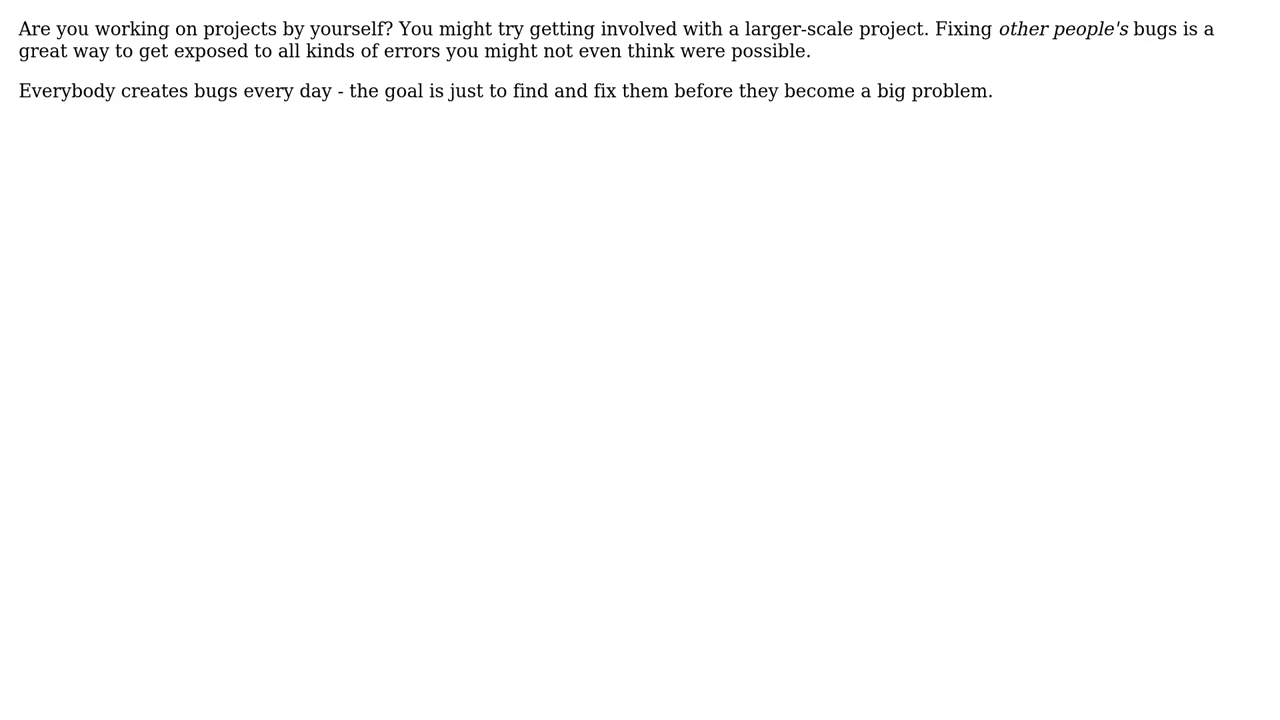 Are you working on projects by yourself? You might try getting involved with a larger-scale project. Fixing other people's bugs is a
great way to get exposed to all kinds of errors you might not even think were possible.
Everybody creates bugs every day - the goal is just to find and fix them before they become a big problem.